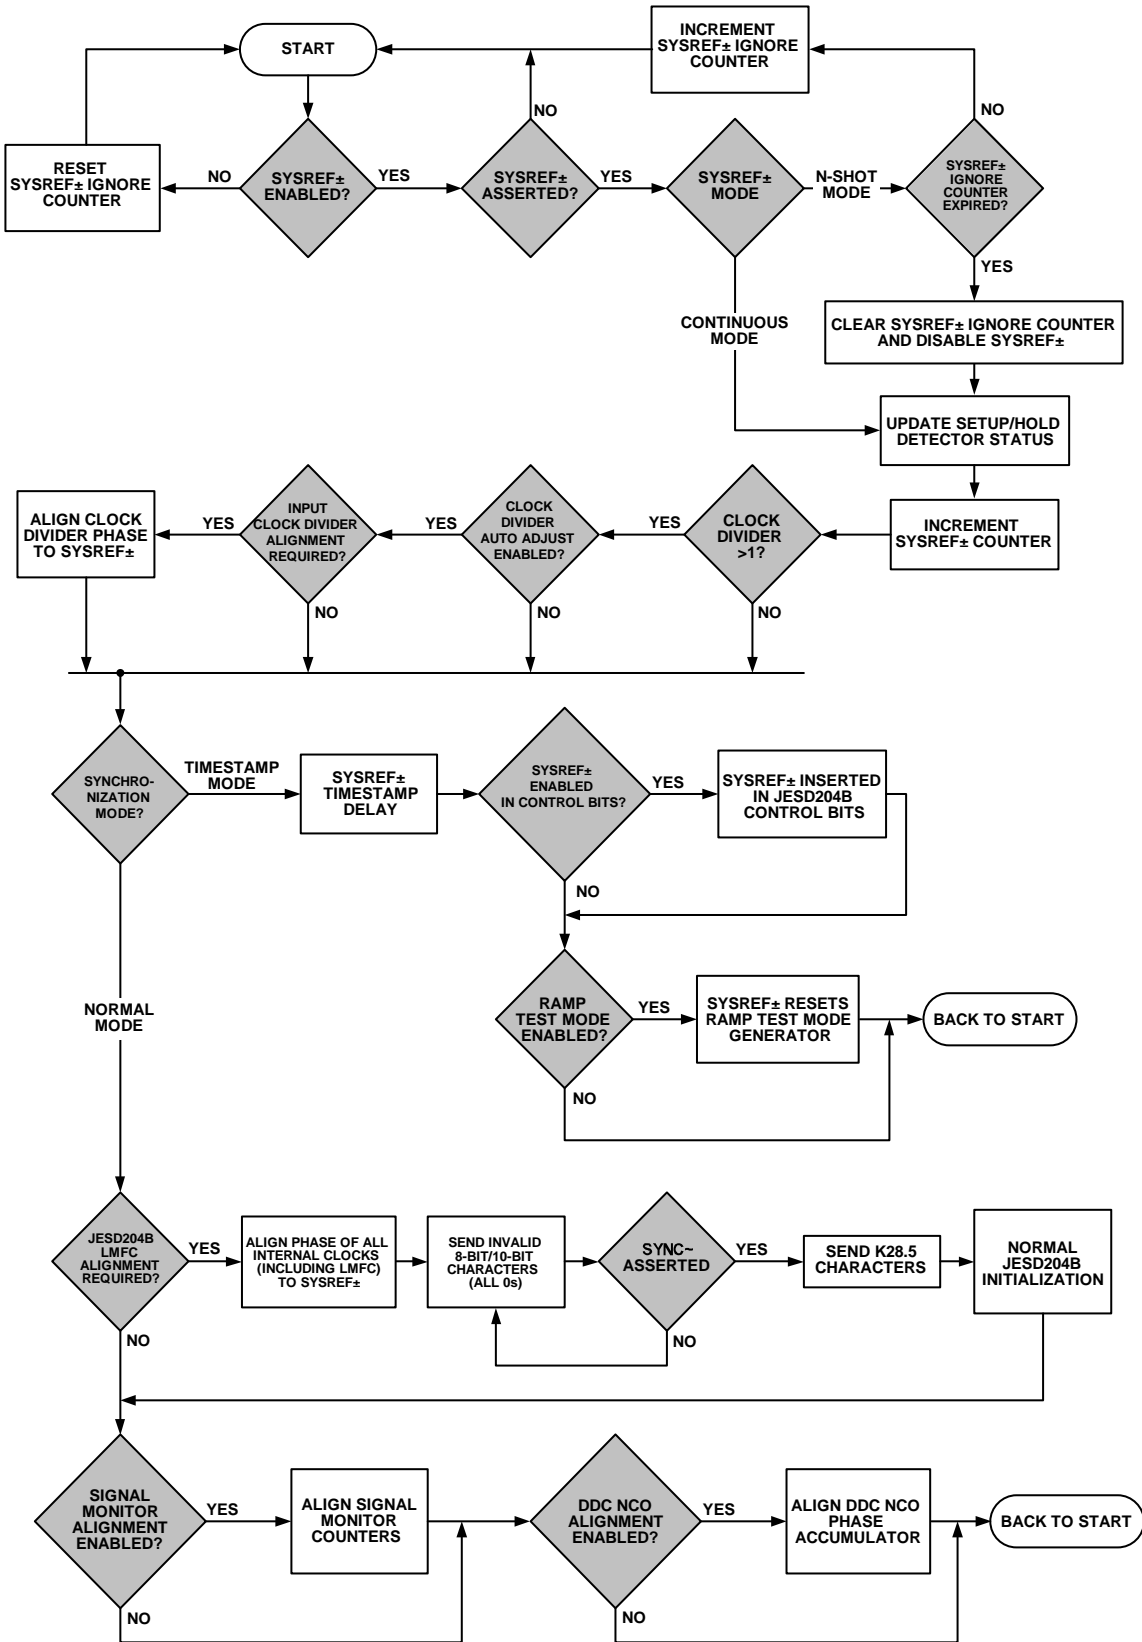 START
INCREMENT
SYSREF± IGNORE
COUNTER
NO
NO
RESET
SYSREF± IGNORE
COUNTER
NO
SYSREF±
ENABLED?
YES
SYSREF±
ASSERTED?
YES
SYSREF±
MODE
N-SHOT
MODE
SYSREF±
IGNORE
COUNTER
EXPIRED?
YES
CONTINUOUS
MODE
CLEAR SYSREF± IGNORE COUNTER
AND DISABLE SYSREF±
UPDATE SETUP/HOLD
DETECTOR STATUS
ALIGN CLOCK
DIVIDER PHASE
TO SYSREF±
YES
INPUT
CLOCK DIVIDER
ALIGNMENT
REQUIRED?
YES
CLOCK
DIVIDER
AUTO ADJUST
ENABLED?
YES
CLOCK
DIVIDER
>1?
INCREMENT
SYSREF± COUNTER
NO
NO
NO
SYNCHRO-
NIZATION
MODE?
TIMESTAMP
MODE
SYSREF±
TIMESTAMP
DELAY
SYSREF±
ENABLED
IN CONTROL BITS?
YES
SYSREF± INSERTED
IN JESD204B
CONTROL BITS
NO
NORMAL
MODE
RAMP
TEST MODE
ENABLED?
YES
SYSREF± RESETS
RAMP TEST MODE
GENERATOR
BACK TO START
NO
JESD204B
LMFC
ALIGNMENT
REQUIRED?
YES
ALIGN PHASE OF ALL
INTERNAL CLOCKS
(INCLUDING LMFC)
TO SYSREF±
SEND INVALID
8-BIT/10-BIT
CHARACTERS
(ALL 0s)
SYNC~
ASSERTED
YES
SEND K28.5
CHARACTERS
NORMAL
JESD204B
INITIALIZATION
NO
NO
SIGNAL
MONITOR
ALIGNMENT
ENABLED?
YES
ALIGN SIGNAL
MONITOR
COUNTERS
DDC NCO
ALIGNMENT
ENABLED?
YES
ALIGN DDC NCO
PHASE
ACCUMULATOR
BACK TO START
NO
NO